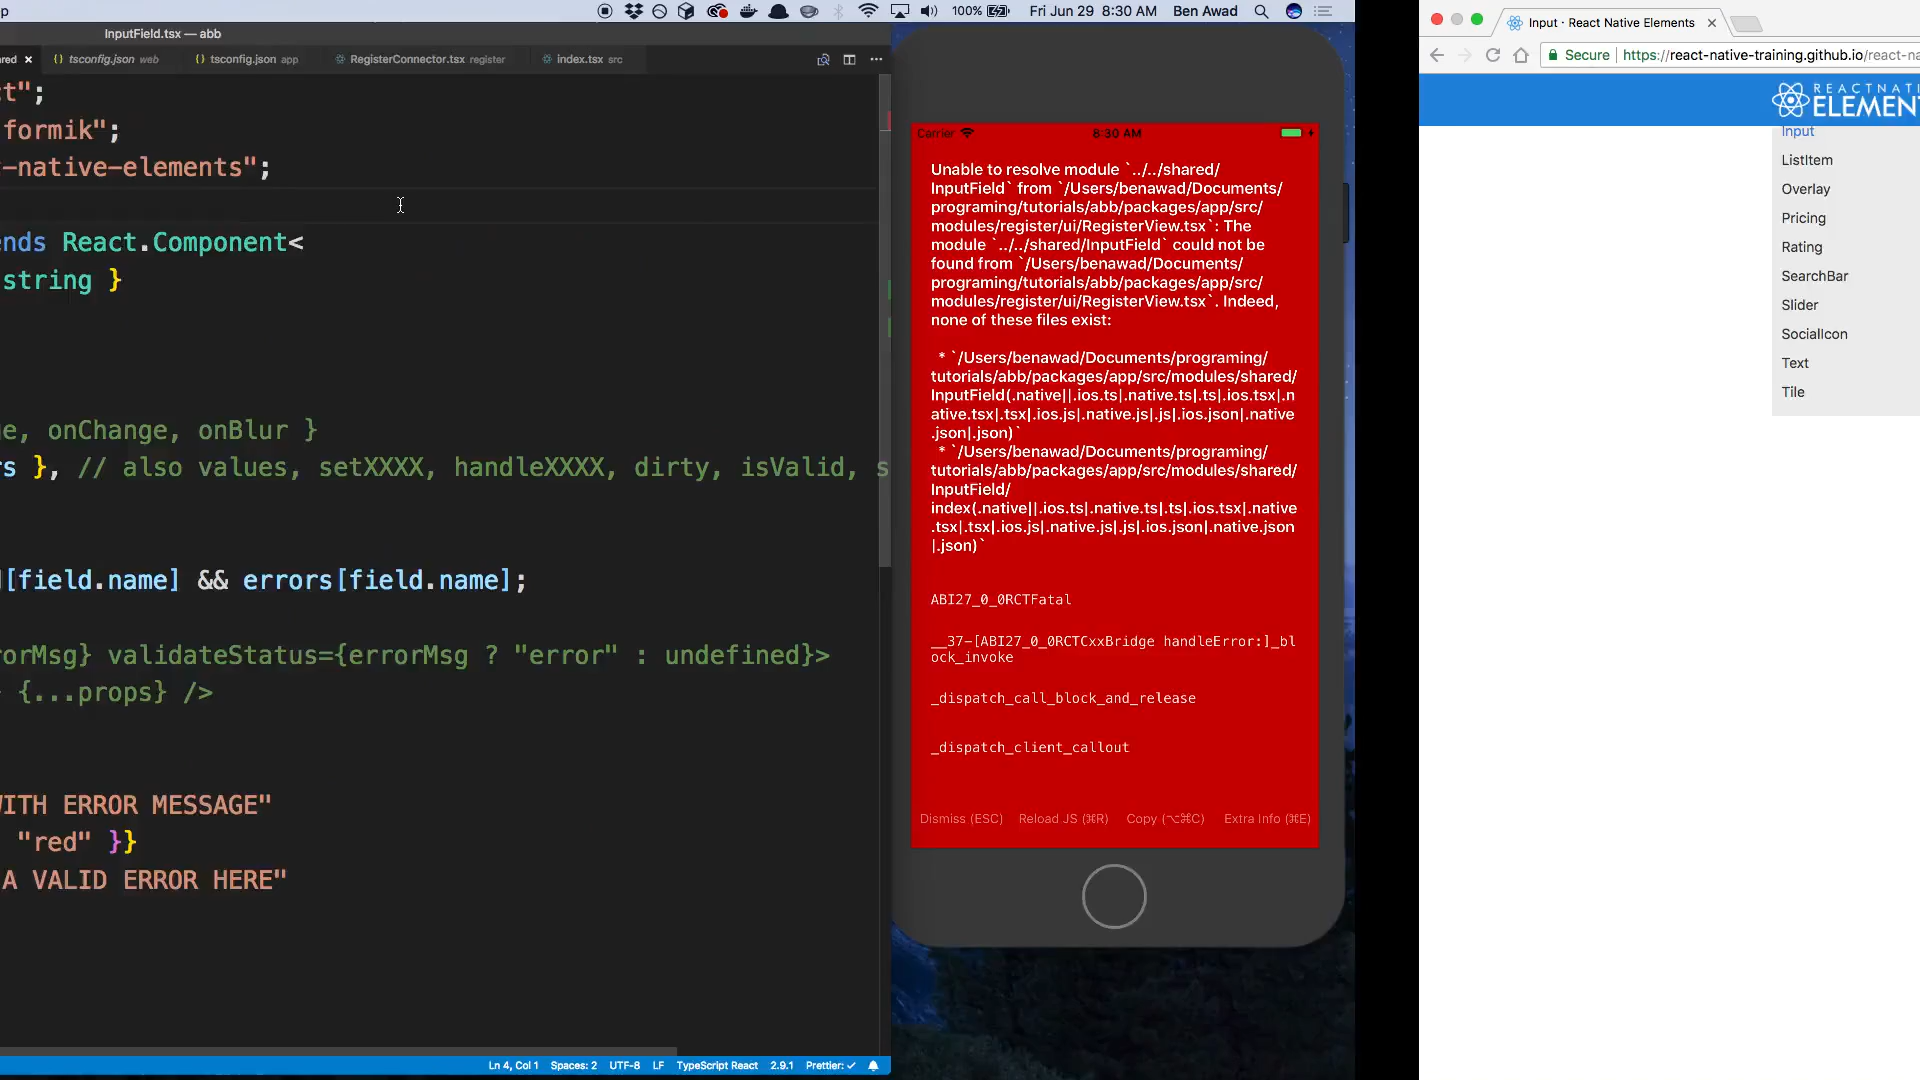 p
100%
Fri Jun 29 8:30 AM
Ben Awad
InputField.tsx — abb
ared ×
{} tsconfig.json web
{} tsconfig.json app
RegisterConnector.tsx register
index.tsx src
t";
formik";
-native-elements";
ends React.Component<
string }
ge, onChange, onBlur }
rs }, // also values, setXXXX, handleXXXX, dirty, isValid, s
[field.name] && errors[field.name];
rorMsg} validateStatus={errorMsg ? "error" : undefined}>
{...props} />
WITH ERROR MESSAGE"
"red" }}
A VALID ERROR HERE"
Ln 4, Col 1
Spaces: 2
UTF-8
LF
TypeScript React
2.9.1
Prettier: ✓
Carrier
8:30 AM
Unable to resolve module `../../shared/
InputField` from `/Users/benawad/Documents/
programing/tutorials/abb/packages/app/src/
modules/register/ui/RegisterView.tsx`: The
module `../../shared/InputField` could not be
found from `/Users/benawad/Documents/
programing/tutorials/abb/packages/app/src/
modules/register/ui/RegisterView.tsx`. Indeed,
none of these files exist:
* `/Users/benawad/Documents/programing/
tutorials/abb/packages/app/src/modules/shared/
InputField(.native||.ios.ts|.native.ts|.ts|.ios.tsx|.n
ative.tsx|.tsx|.ios.js|.native.js|.js|.ios.json|.native
.json|.json)`
* `/Users/benawad/Documents/programing/
tutorials/abb/packages/app/src/modules/shared/
InputField/
index(.native||.ios.ts|.native.ts|.ts|.ios.tsx|.native
.tsx|.tsx|.ios.js|.native.js|.js|.ios.json|.native.json
|.json)`
ABI27_0_0RCTFatal
__37-[ABI27_0_0RCTCxxBridge handleError:]_bl
ock_invoke
_dispatch_call_block_and_release
_dispatch_client_callout
Dismiss (ESC)
Reload JS (⌘R)
Copy (⌥⌘C)
Extra Info (⌘E)
Input · React Native Elements ×
Secure
https://react-native-training.github.io/react-na
REACTNATI
ELEMENT
Input
ListItem
Overlay
Pricing
Rating
SearchBar
Slider
SocialIcon
Text
Tile